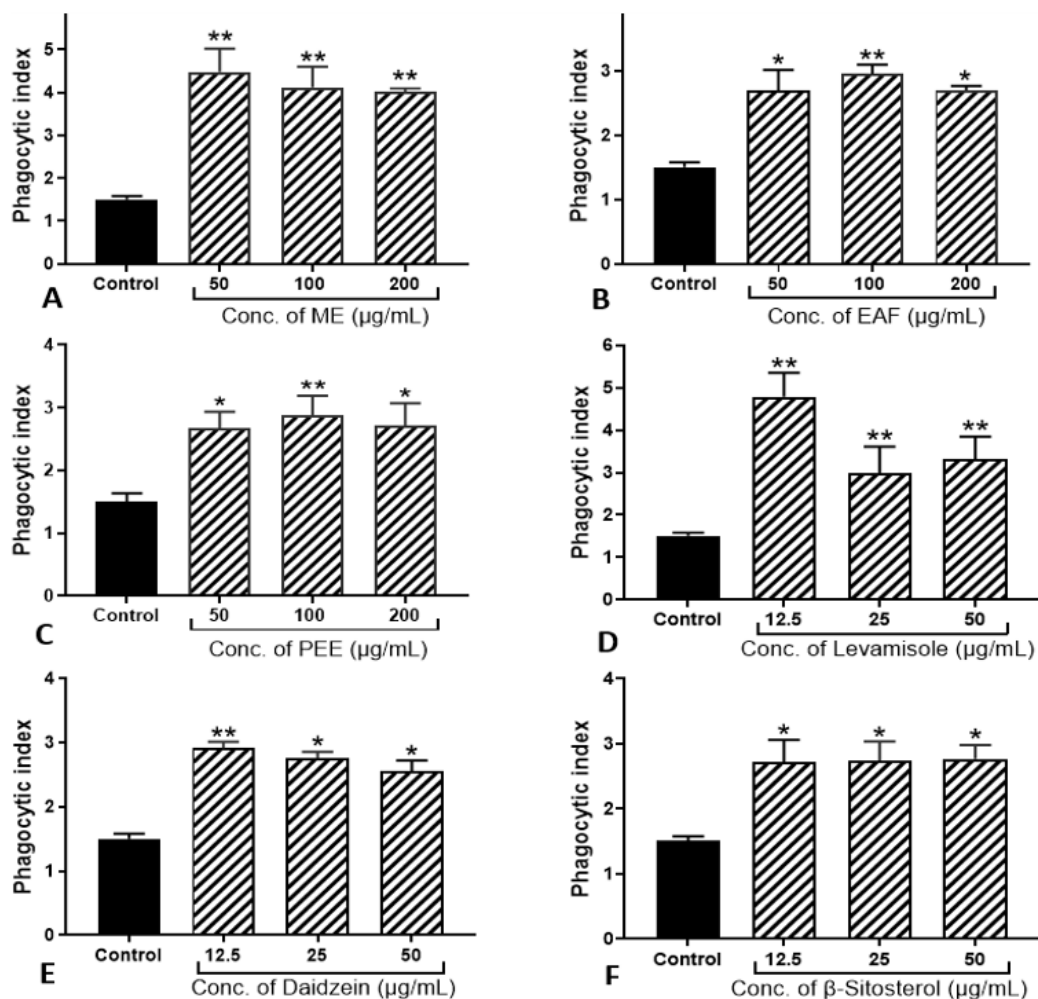 Phagocytic index
5
4
3
2
1
0
** ** **
Control 50 100 200
A
Conc. of ME (µg/mL)
Phagocytic index
3
2
1
0
* ** *
Control 50 100 200
B
Conc. of EAF (µg/mL)
Phagocytic index
4
3
2
1
0
* ** *
Control 50 100 200
C
Conc. of PEE (µg/mL)
Phagocytic index
6
5
4
3
2
1
0
** ** **
Control 12.5 25 50
D
Conc. of Levamisole (µg/mL)
Phagocytic index
4
3
2
1
0
** * *
Control 12.5 25 50
E
Conc. of Daidzein (µg/mL)
Phagocytic index
4
3
2
1
0
* * *
Control 12.5 25 50
F
Conc. of β-Sitosterol (µg/mL)